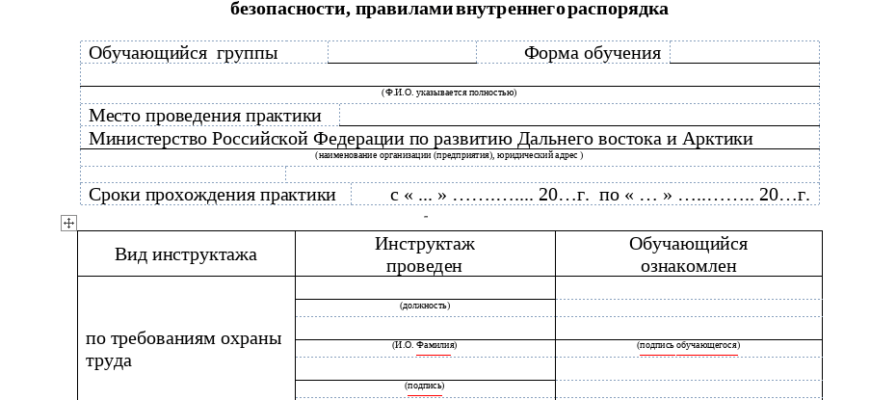 безопасности, правилами внутреннего распорядка
Обучающийся группы Форма обучения
(Ф.И.О. указывается полностью)
Место проведения практики
Министерство Российской Федерации по развитию Дальнего востока и Арктики
(наименование организации (предприятия), юридический адрес )
Сроки прохождения практики с « ... » …….…..... 20…г. по « … » …..…….. 20…г.
-
Вид инструктажа
Инструктаж
проведен
Обучающийся
ознакомлен
по требованиям охраны
труда
(должность)
(И.О. Фамилия)
(подпись обучающегося)
(подпись)